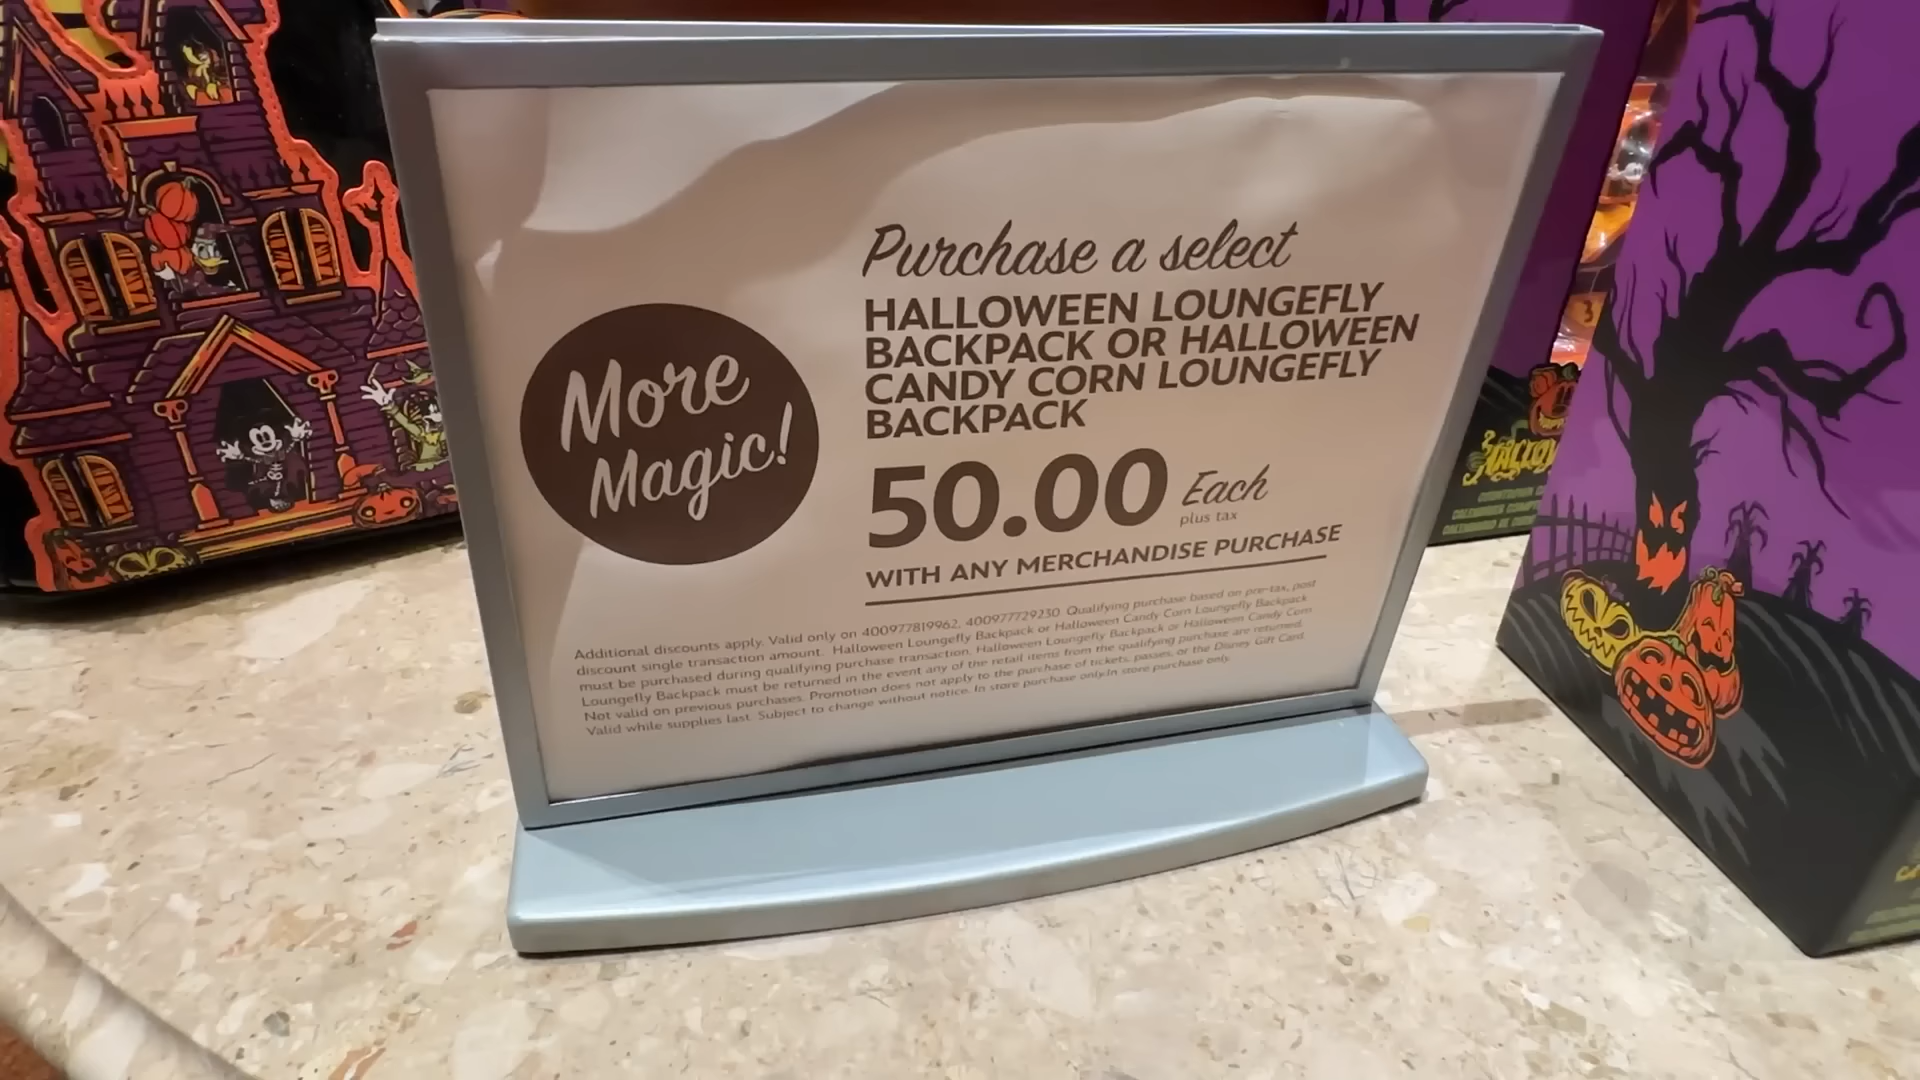 More
Magic!
Purchase a select
HALLOWEEN LOUNGEFLY
BACKPACK OR HALLOWEEN
CANDY CORN LOUNGEFLY
BACKPACK
50.00 Each
plus tax
WITH ANY MERCHANDISE PURCHASE
Additional discounts apply. Valid only on 400977819962, 400977729230. Qualifying purchase based on pre-tax, post
discount single transaction amount. Halloween Loungefly Backpack or Halloween Candy Corn Loungefly Backpack
must be purchased during qualifying purchase transaction. Halloween Loungefly Backpack or Halloween Candy Corn
Loungefly Backpack must be returned in the event any of the retail items from the qualifying purchase are returned.
Not valid on previous purchases. Promotion does not apply to the purchase of tickets, passes, or the Disney Gift Card.
Valid while supplies last. Subject to change without notice. In store purchase only.In store purchase only.